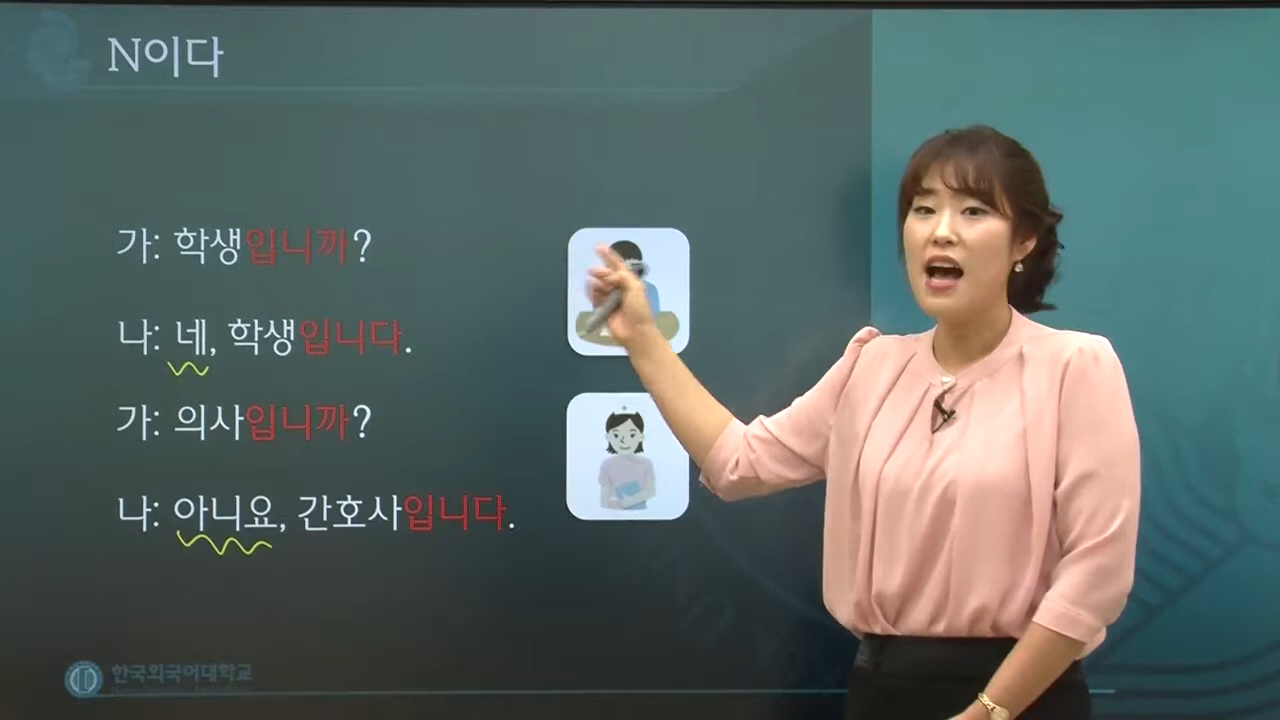 N이다
가: 학생입니까?
나: 네, 학생입니다.
가: 의사입니까?
나: 아니요, 간호사입니다.
한국외국어대학교